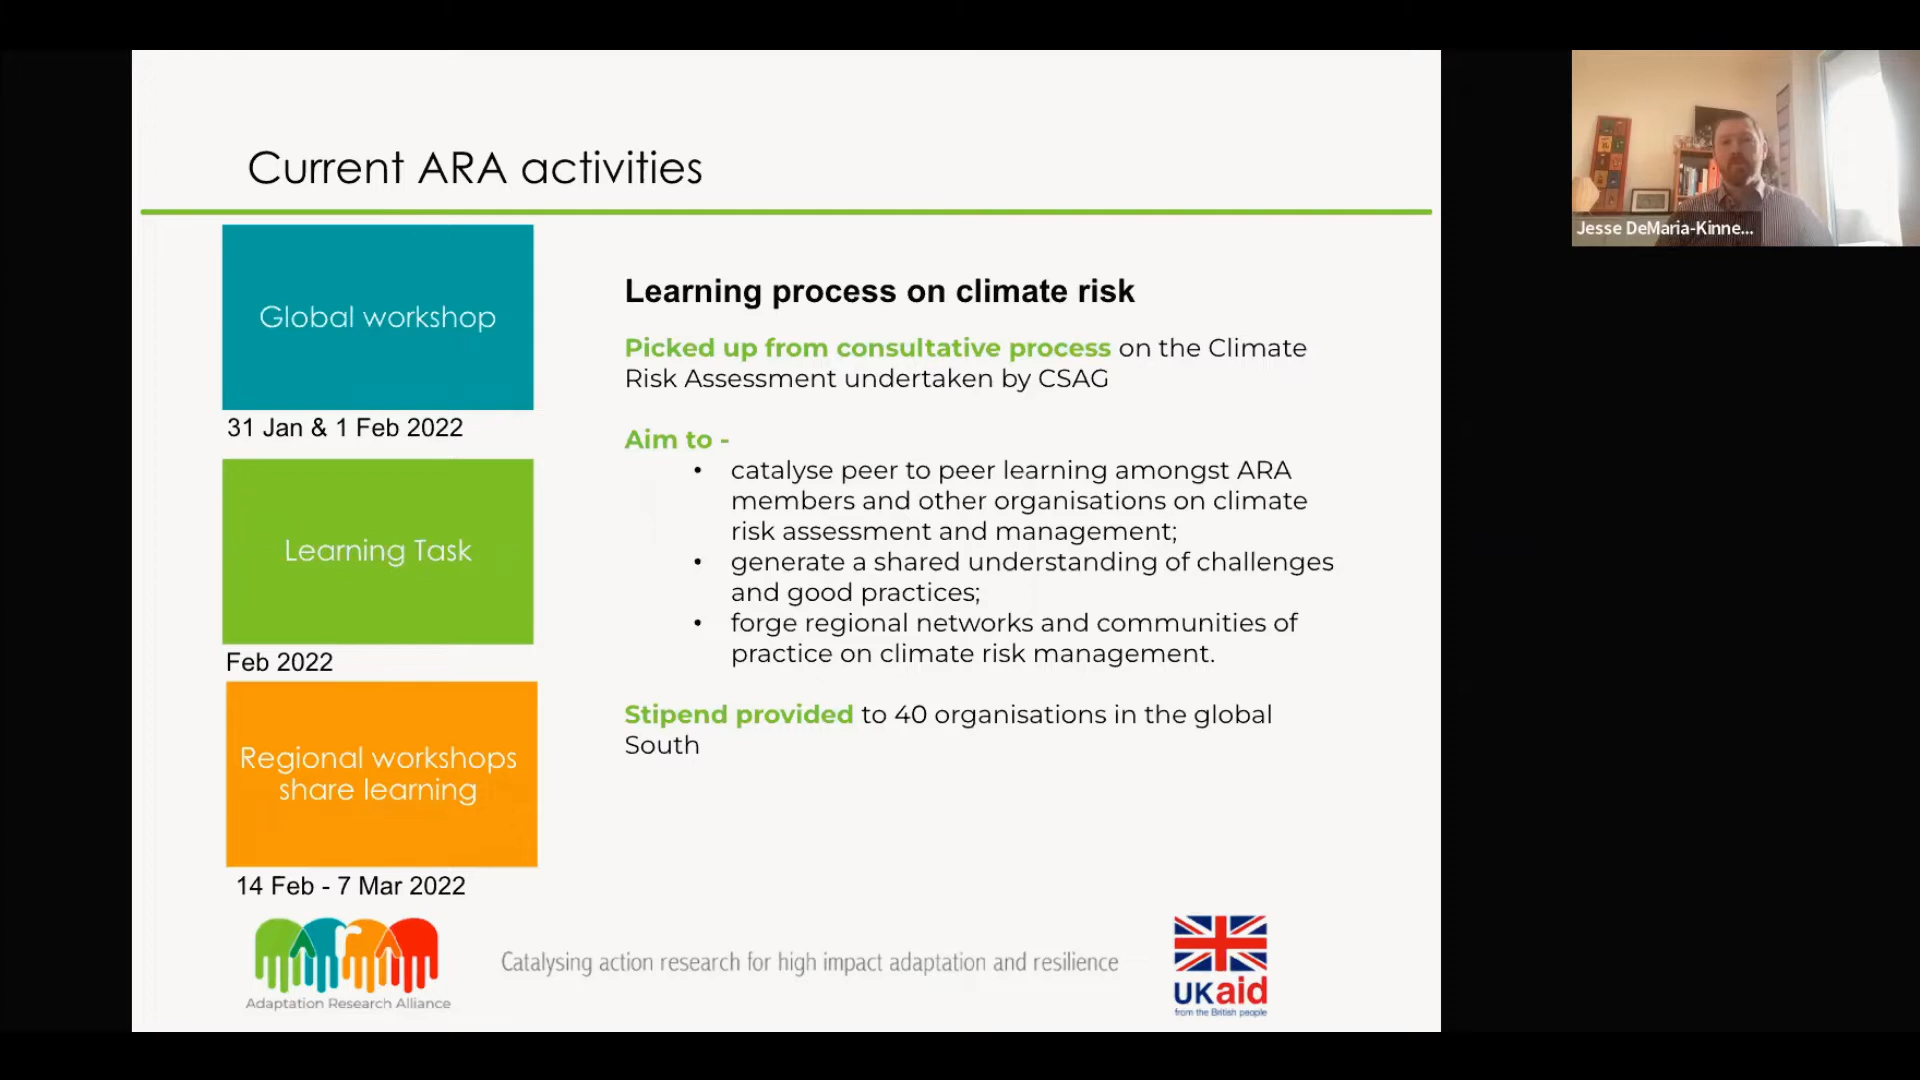 Current ARA activities
Global workshop
31 Jan & 1 Feb 2022
Learning Task
Feb 2022
Regional workshops
share learning
14 Feb - 7 Mar 2022
Learning process on climate risk
Picked up from consultative process on the Climate
Risk Assessment undertaken by CSAG
Aim to -
• catalyse peer to peer learning amongst ARA
members and other organisations on climate
risk assessment and management;
• generate a shared understanding of challenges
and good practices;
• forge regional networks and communities of
practice on climate risk management.
Stipend provided to 40 organisations in the global
South
Adaptation Research Alliance
Catalysing action research for high impact adaptation and resilience
UKaid
from the British people
Jesse DeMaria-Kinne...